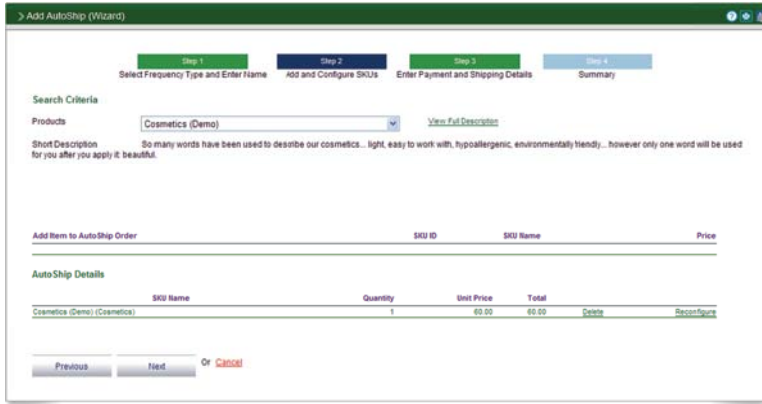 > Add AutoShip (Wizard)
Step 1 Step 2 Step 3 Step 4
Select Frequency Type and Enter Name Add and Configure SKUs Enter Payment and Shipping Details Summary
Search Criteria
Products Cosmetics (Demo) View Full Description
Short Description So many words have been used to describe our cosmetics... light, easy to work with, hypoallergenic, environmentally friendly... however only one word will be used
for you after you apply it: beautiful.
Add Item to AutoShip Order SKU ID SKU Name Price
AutoShip Details
SKU Name Quantity Unit Price Total
Cosmetics (Demo) (Cosmetics) 1 60.00 60.00 Delete Reconfigure
Previous Next Or Cancel